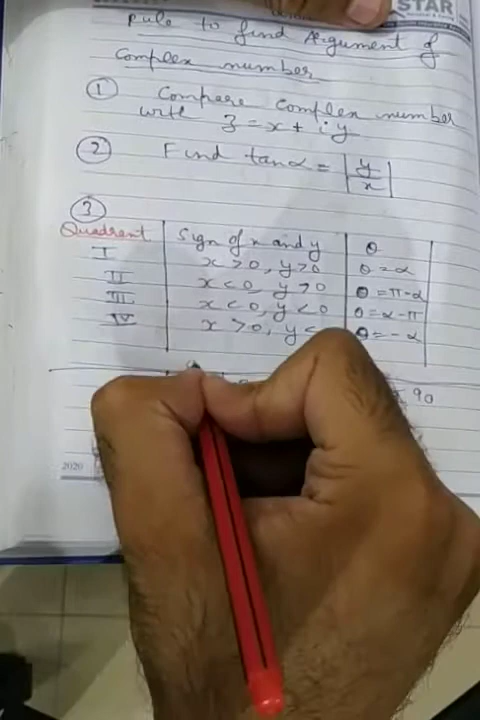 STAR
Rule to find Argument of
Complex number
① Compare Complex number
with z = x + iy
② Find tanα = |y/x|
③
Quadrant | Sign of x and y | θ
I | x > 0, y > 0 | θ = α
II | x < 0, y > 0 | θ = π - α
III | x < 0, y < 0 | θ = α - π
IV | x > 0, y < | θ = - α
90
2020